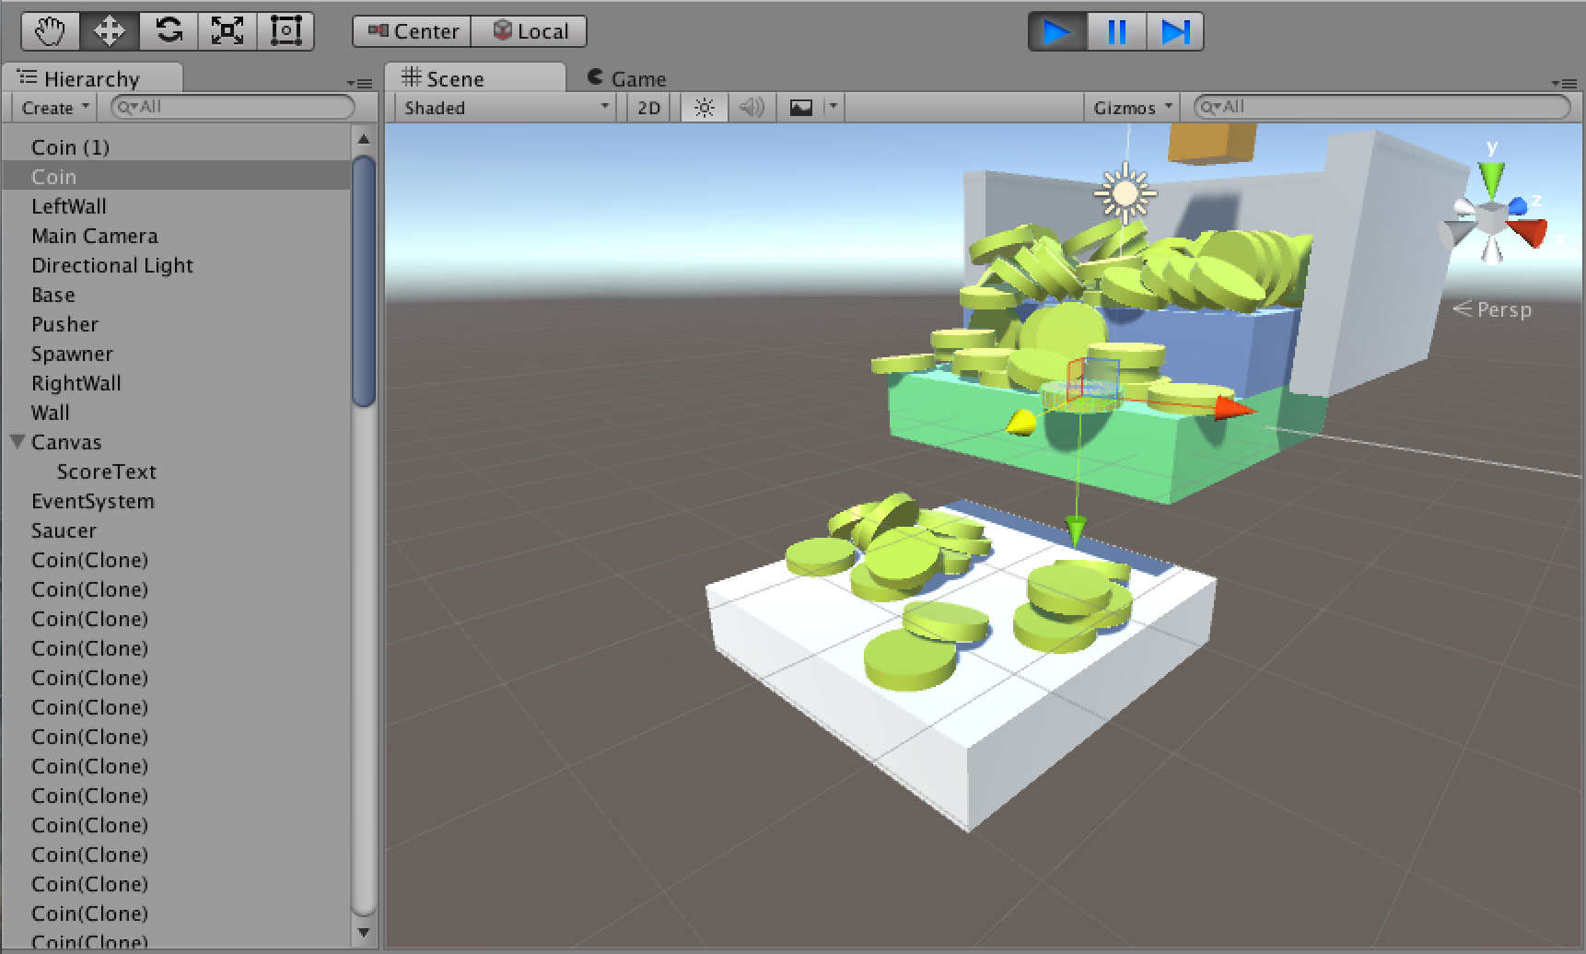 Center Local
Hierarchy
Create All
Coin (1)
Coin
LeftWall
Main Camera
Directional Light
Base
Pusher
Spawner
RightWall
Wall
Canvas
ScoreText
EventSystem
Saucer
Coin(Clone)
Coin(Clone)
Coin(Clone)
Coin(Clone)
Coin(Clone)
Coin(Clone)
Coin(Clone)
Coin(Clone)
Coin(Clone)
Coin(Clone)
Coin(Clone)
Coin(Clone)
Coin(Clone)
Coin(Clone)
Scene Game
Shaded 2D Gizmos All
y
z
x
Persp